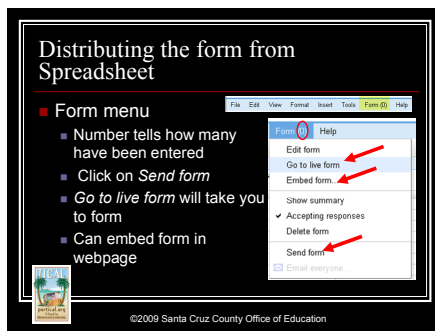 Distributing the form from
Spreadsheet
Form menu
File Edit View Format Insert Tools Form (0) Help
Number tells how many
have been entered
Click on Send form
Go to live form will take you
to form
Can embed form in
webpage
Form (0) Help
Edit form
Go to live form
Embed form...
Show summary
Accepting responses
Delete form
Send form
Email everyone...
TICAL
portical.org
©2009 Santa Cruz County Office of Education